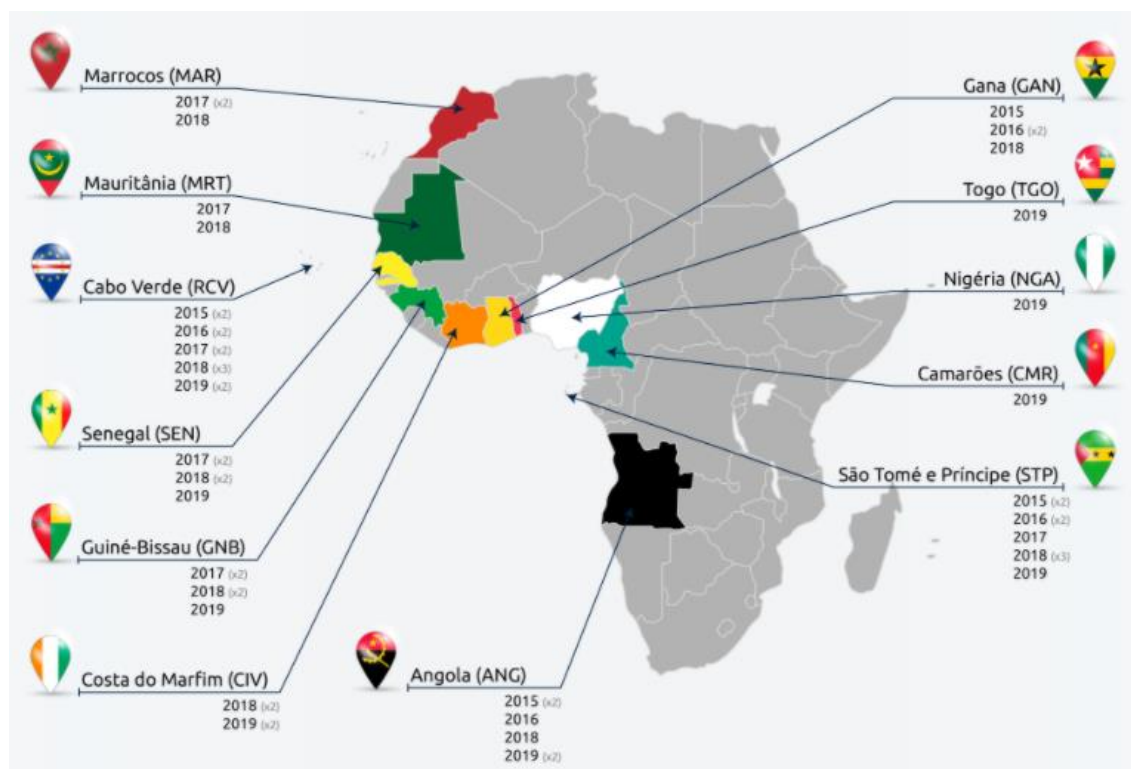 Marrocos (MAR)
2017 (x2)
2018
Mauritânia (MRT)
2017
2018
Cabo Verde (RCV)
2015 (x2)
2016 (x2)
2017 (x2)
2018 (x3)
2019 (x2)
Senegal (SEN)
2017 (x2)
2018 (x2)
2019
Guiné-Bissau (GNB)
2017 (x2)
2018 (x2)
2019
Costa do Marfim (CIV)
2018 (x2)
2019 (x2)
Angola (ANG)
2015 (x2)
2016
2018
2019 (x2)
Gana (GAN)
2015
2016 (x2)
2018
Togo (TGO)
2019
Nigéria (NGA)
2019
Camarões (CMR)
2019
São Tomé e Príncipe (STP)
2015 (x2)
2016 (x2)
2017
2018 (x3)
2019